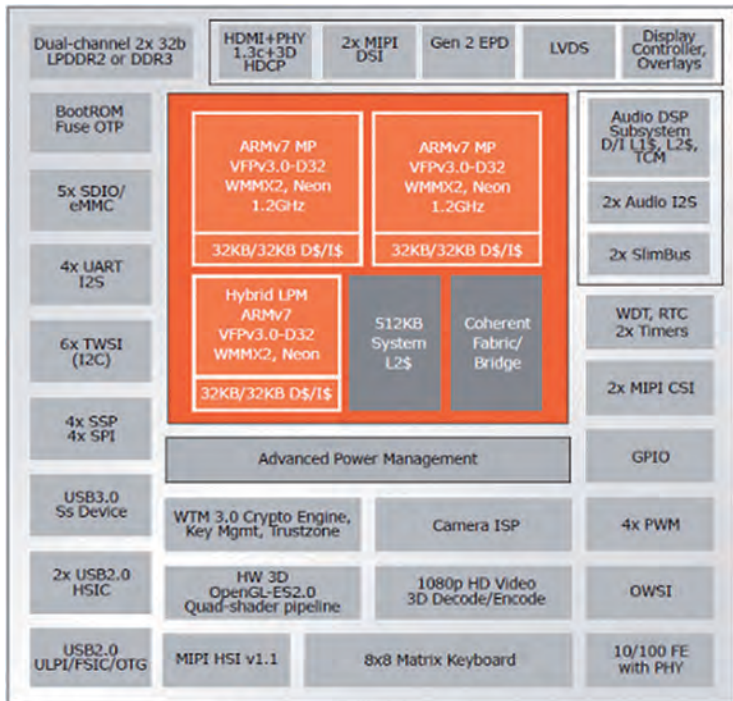 Dual-channel 2x 32b
LPDDR2 or DDR3
HDMI+PHY
1.3c+3D
HDCP
2x MIPI
DSI
Gen 2 EPD
LVDS
Display
Controller,
Overlays
BootROM
Fuse OTP
5x SDIO/
eMMC
4x UART
I2S
6x TWSI
(I2C)
4x SSP
4x SPI
USB3.0
Ss Device
2x USB2.0
HSIC
USB2.0
ULPI/FSIC/OTG
ARMv7 MP
VFPv3.0-D32
WMMX2, Neon
1.2GHz
32KB/32KB D$/I$
ARMv7 MP
VFPv3.0-D32
WMMX2, Neon
1.2GHz
32KB/32KB D$/I$
Hybrid LPM
ARMv7
VFPv3.0-D32
WMMX2, Neon
32KB/32KB D$/I$
512KB
System
L2$
Coherent
Fabric/
Bridge
Advanced Power Management
WTM 3.0 Crypto Engine,
Key Mgmt, Trustzone
Camera ISP
HW 3D
OpenGL-ES2.0
Quad-shader pipeline
1080p HD Video
3D Decode/Encode
MIPI HSI v1.1
8x8 Matrix Keyboard
Audio DSP
Subsystem
D/I L1$, L2$,
TCM
2x Audio I2S
2x SlimBus
WDT, RTC
2x Timers
2x MIPI CSI
GPIO
4x PWM
OWSI
10/100 FE
with PHY